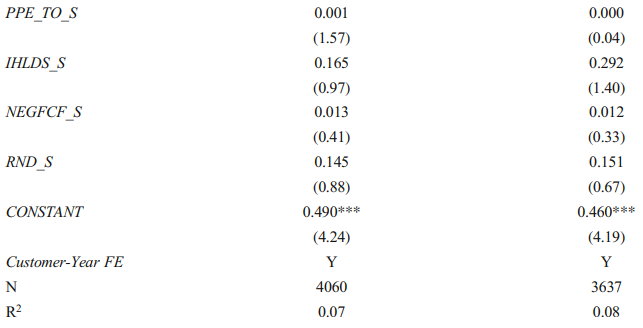 PPE_TO_S 0.001 0.000
(1.57) (0.04)
IHLDS_S 0.165 0.292
(0.97) (1.40)
NEGFCF_S 0.013 0.012
(0.41) (0.33)
RND_S 0.145 0.151
(0.88) (0.67)
CONSTANT 0.490*** 0.460***
(4.24) (4.19)
Customer-Year FE Y Y
N 4060 3637
R² 0.07 0.08